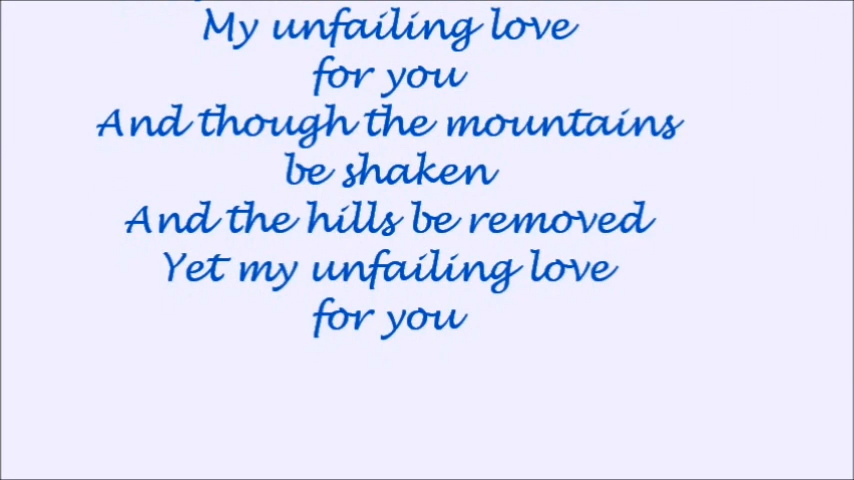 My unfailing love
for you
And though the mountains
be shaken
And the hills be removed
Yet my unfailing love
for you